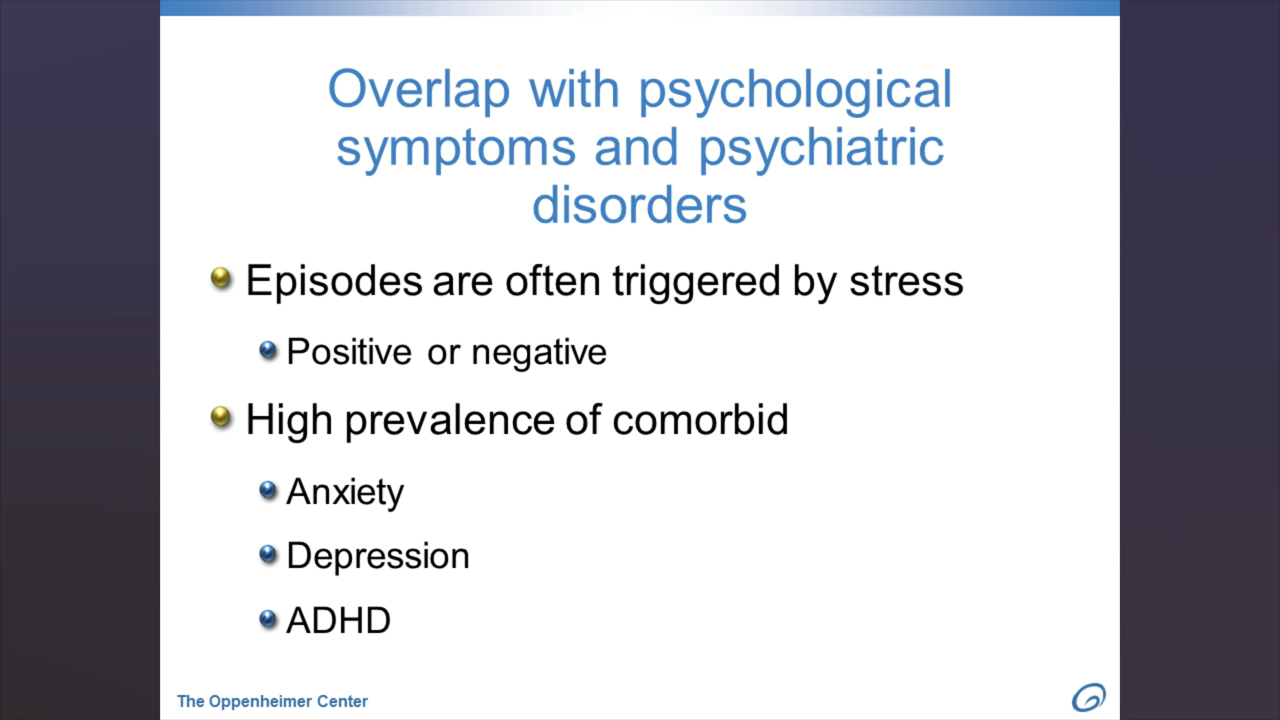 Overlap with psychological
symptoms and psychiatric
disorders
Episodes are often triggered by stress
Positive or negative
High prevalence of comorbid
Anxiety
Depression
ADHD
The Oppenheimer Center